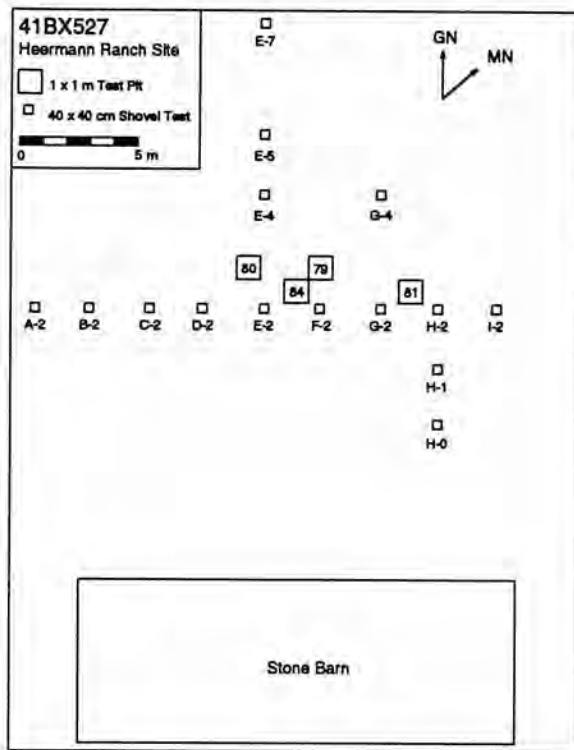 41BX527
Heermann Ranch Site
1 x 1 m Test Pit
40 x 40 cm Shovel Test
0 5 m
E-7
GN
MN
E-5
E-4 G-4
80 79
84 81
A-2 B-2 C-2 D-2 E-2 F-2 G-2 H-2 I-2
H-1
H-0
Stone Barn